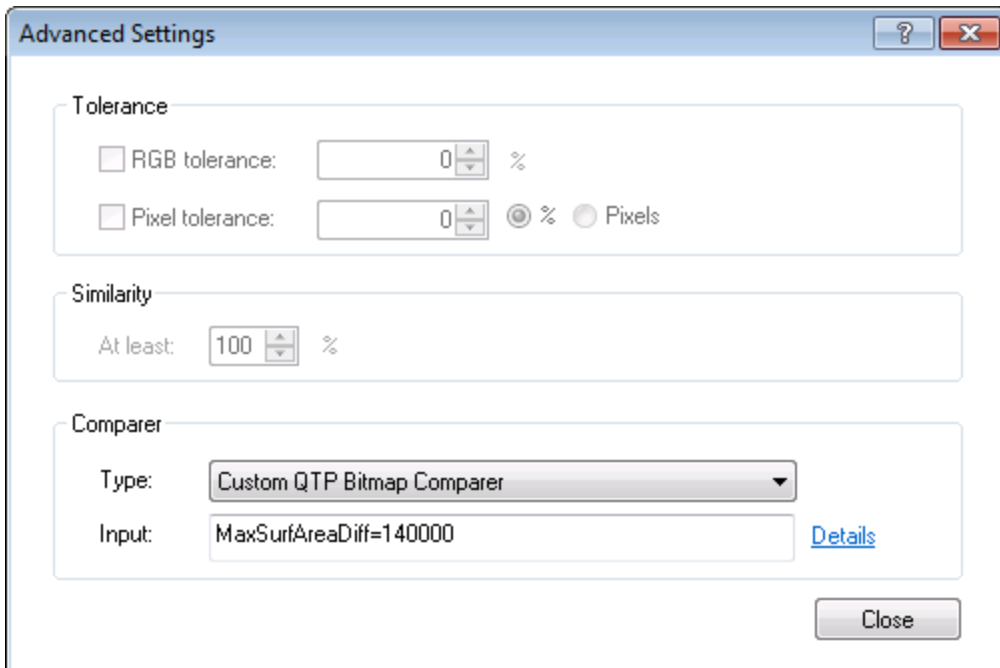 Advanced Settings
?
Tolerance
RGB tolerance: 0 %
Pixel tolerance: 0 % Pixels
Similarity
At least: 100 %
Comparer
Type: Custom QTP Bitmap Comparer
Input: MaxSurfAreaDiff=140000 Details
Close